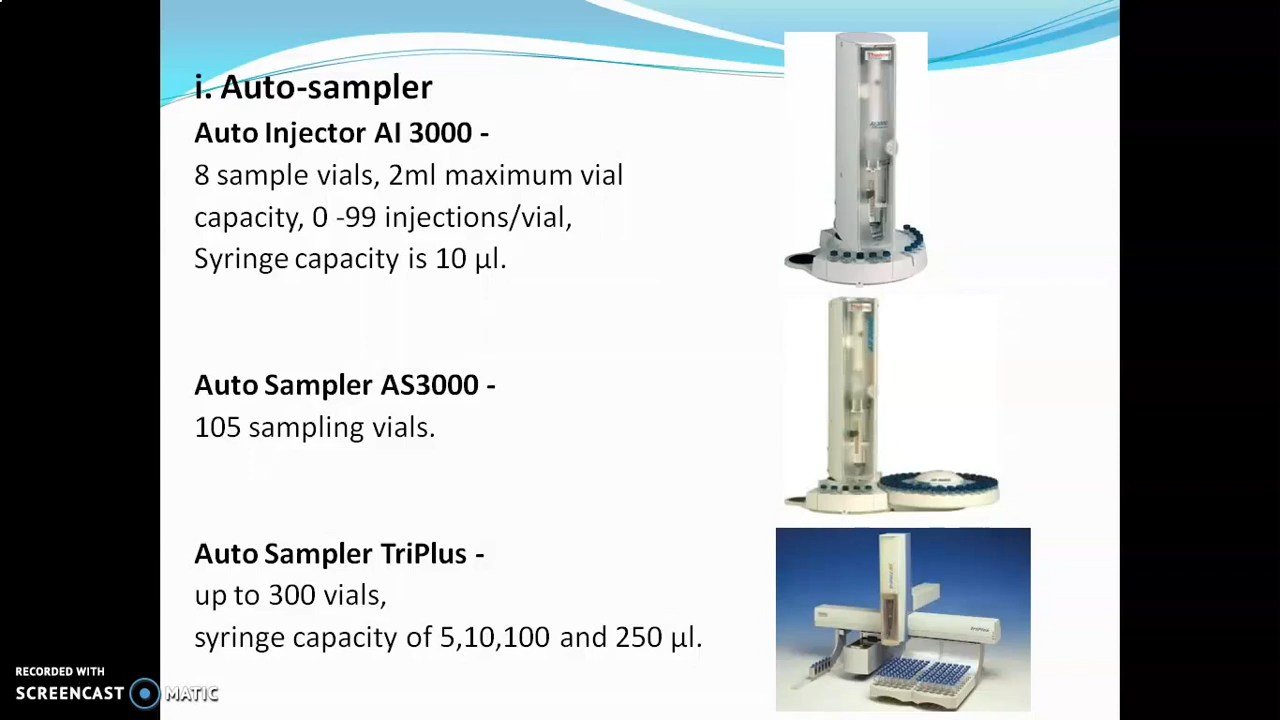 i. Auto-sampler
Auto Injector AI 3000 -
8 sample vials, 2ml maximum vial
capacity, 0 -99 injections/vial,
Syringe capacity is 10 µl.
Auto Sampler AS3000 -
105 sampling vials.
Auto Sampler TriPlus -
up to 300 vials,
syringe capacity of 5,10,100 and 250 µl.
RECORDED WITH
SCREENCAST MATIC